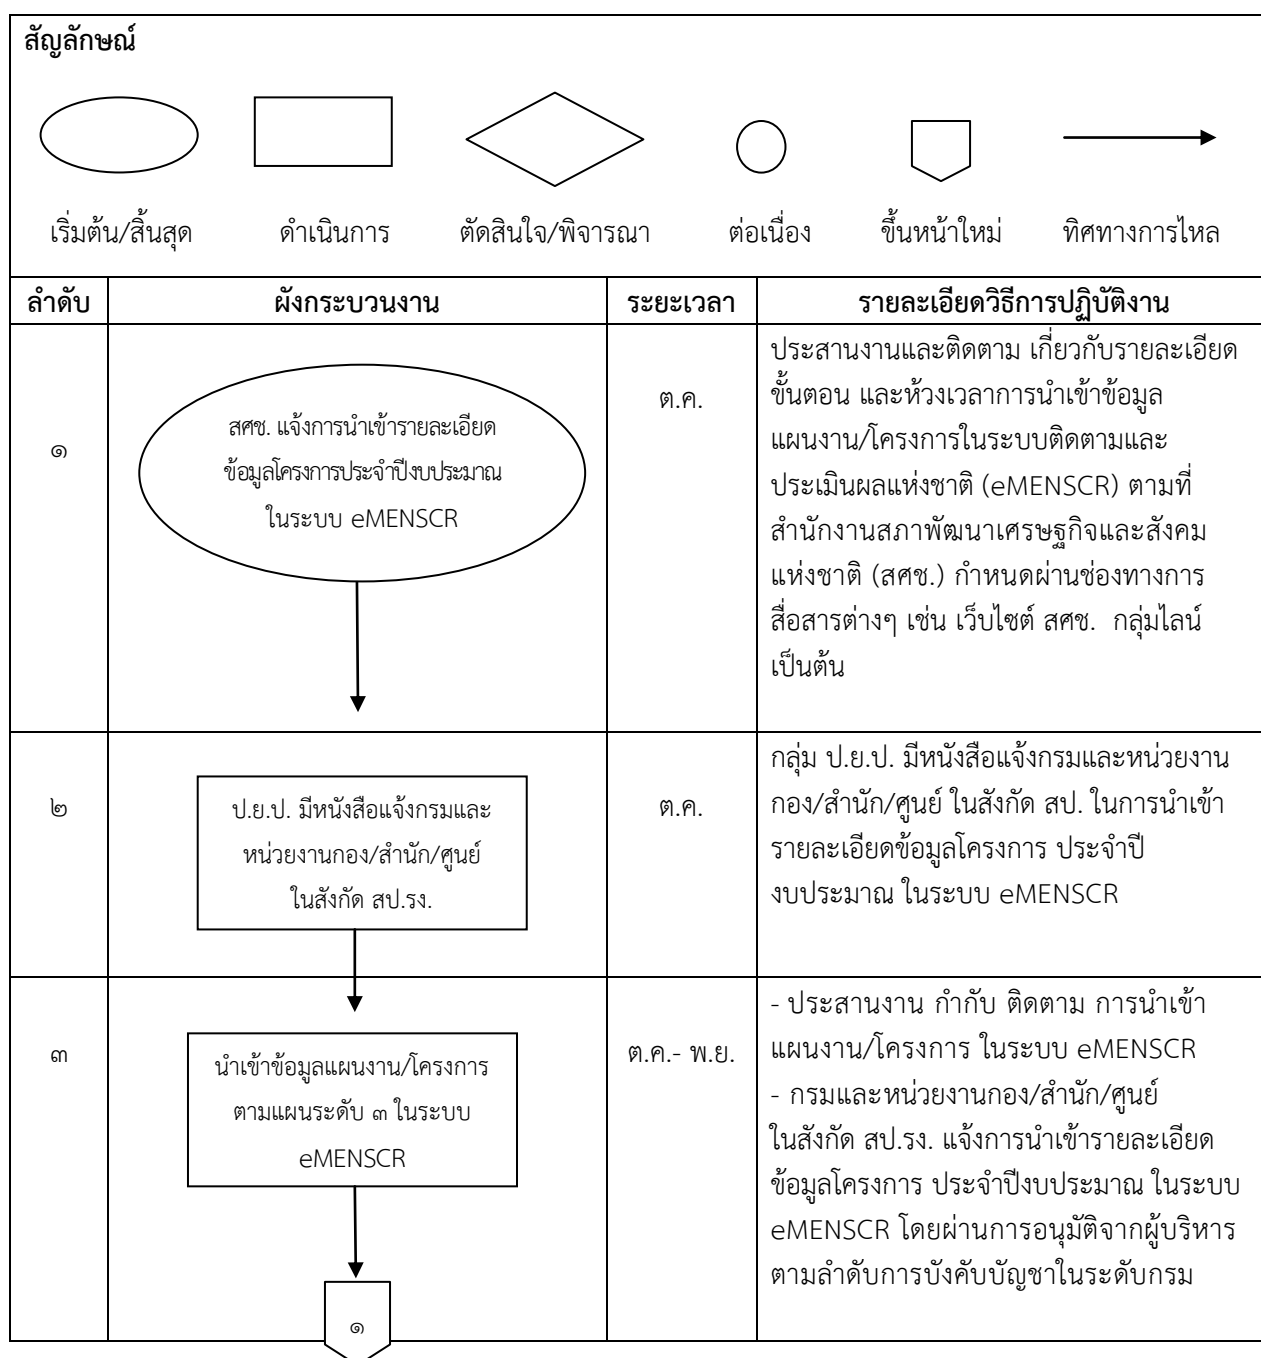 สัญลักษณ์
เริ่มต้น/สิ้นสุด ดำเนินการ ตัดสินใจ/พิจารณา ต่อเนื่อง ขึ้นหน้าใหม่ ทิศทางการไหล
ลำดับ ผังกระบวนงาน ระยะเวลา รายละเอียดวิธีการปฏิบัติงาน
๑
สศช. แจ้งการนำเข้ารายละเอียด
ข้อมูลโครงการประจำปีงบประมาณ
ในระบบ eMENSCR
ต.ค.
ประสานงานและติดตาม เกี่ยวกับรายละเอียด
ขั้นตอน และห้วงเวลาการนำเข้าข้อมูล
แผนงาน/โครงการในระบบติดตามและ
ประเมินผลแห่งชาติ (eMENSCR) ตามที่
สำนักงานสภาพัฒนาเศรษฐกิจและสังคม
แห่งชาติ (สศช.) กำหนดผ่านช่องทางการ
สื่อสารต่างๆ เช่น เว็บไซต์ สศช. กลุ่มไลน์
เป็นต้น
๒
ป.ย.ป. มีหนังสือแจ้งกรมและ
หน่วยงานกอง/สำนัก/ศูนย์
ในสังกัด สป.รง.
ต.ค.
กลุ่ม ป.ย.ป. มีหนังสือแจ้งกรมและหน่วยงาน
กอง/สำนัก/ศูนย์ ในสังกัด สป. ในการนำเข้า
รายละเอียดข้อมูลโครงการ ประจำปี
งบประมาณ ในระบบ eMENSCR
๓
นำเข้าข้อมูลแผนงาน/โครงการ
ตามแผนระดับ ๓ ในระบบ
eMENSCR
๑
ต.ค.- พ.ย.
- ประสานงาน กำกับ ติดตาม การนำเข้า
แผนงาน/โครงการ ในระบบ eMENSCR
- กรมและหน่วยงานกอง/สำนัก/ศูนย์
ในสังกัด สป.รง. แจ้งการนำเข้ารายละเอียด
ข้อมูลโครงการ ประจำปีงบประมาณ ในระบบ
eMENSCR โดยผ่านการอนุมัติจากผู้บริหาร
ตามลำดับการบังคับบัญชาในระดับกรม